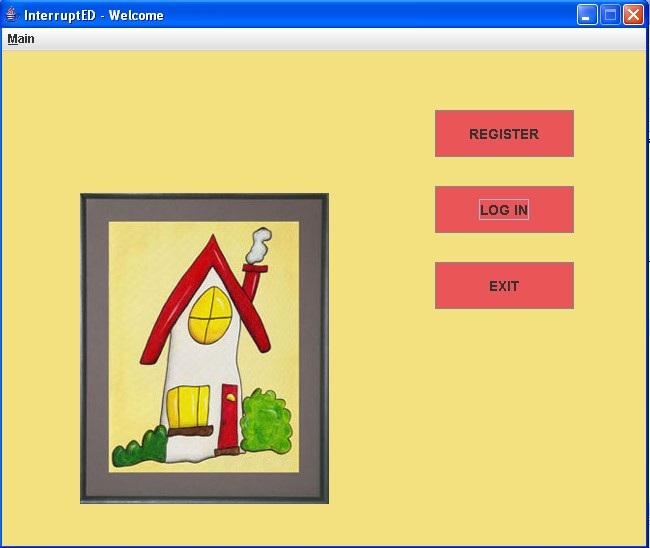 InterruptED - Welcome
Main
REGISTER
LOG IN
EXIT